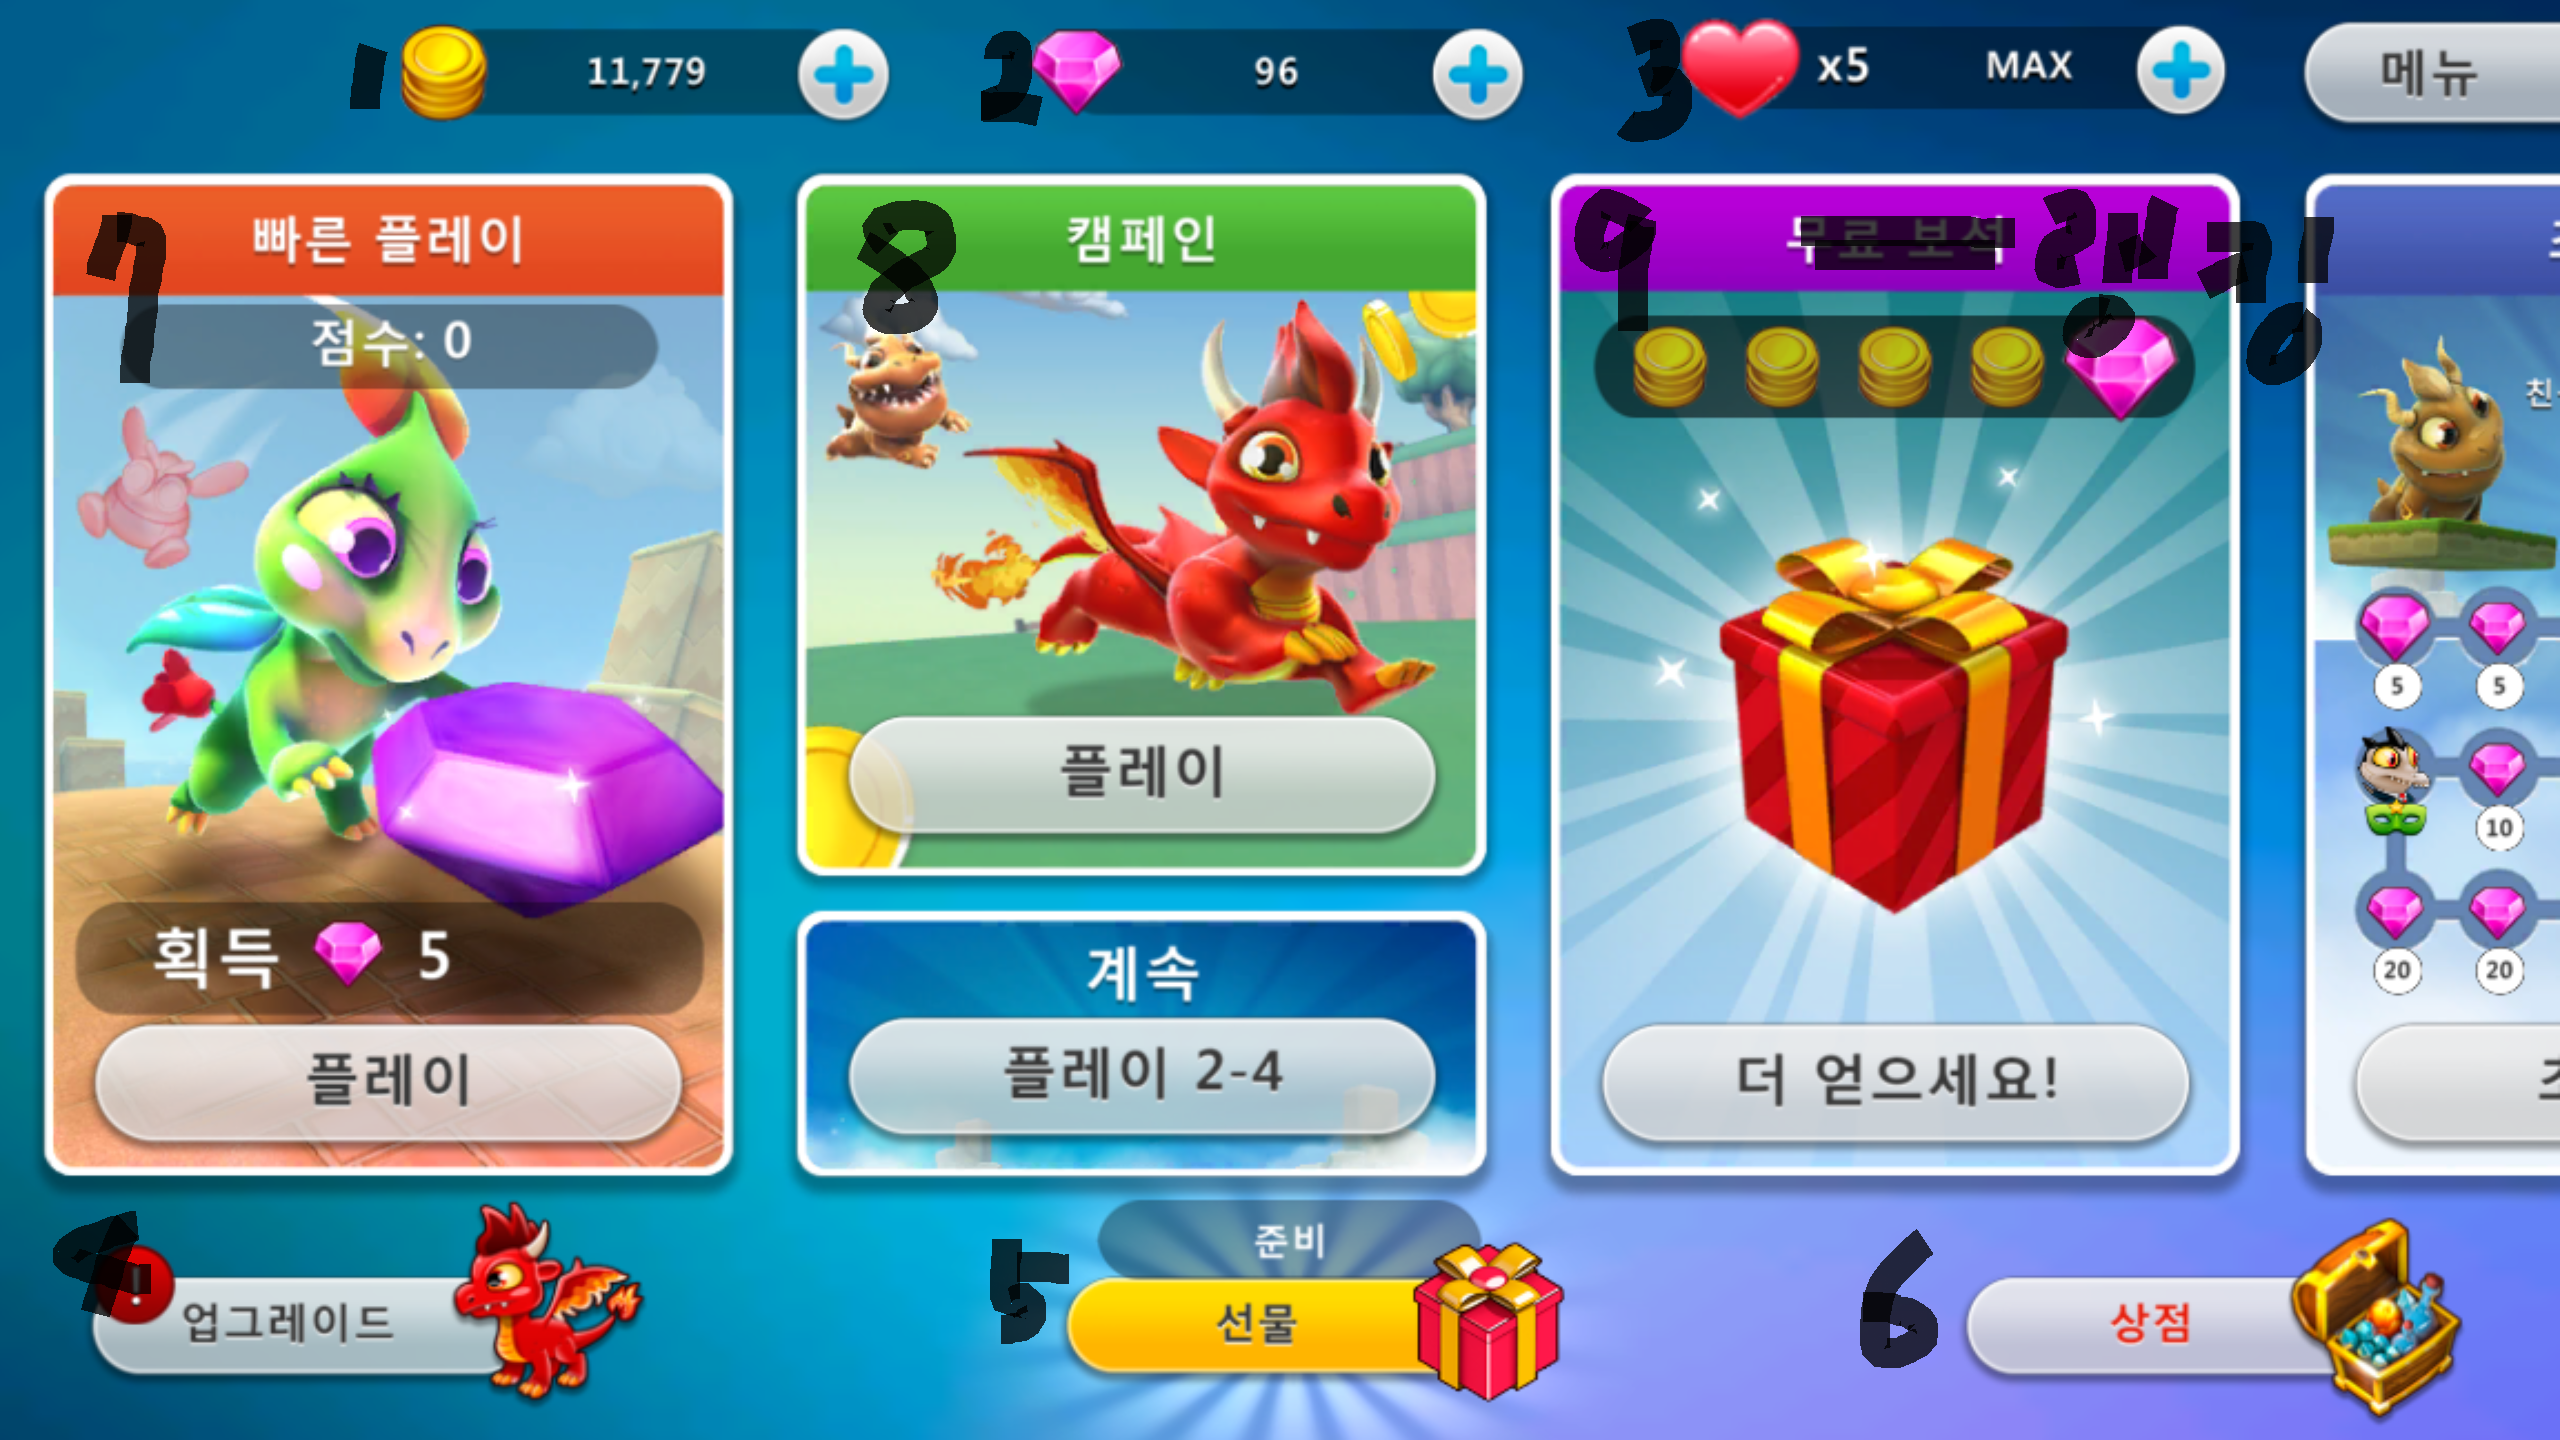 1 11,779
2 96
3 x5 MAX
메뉴
7 빠른 플레이
점수: 0
획득 5
플레이
8 캠페인
플레이
계속
플레이 2-4
9 무료 보석 랭킹
더 얻으세요!
친
5 5
10
20 20
4 업그레이드
준비
5 선물
6 상점